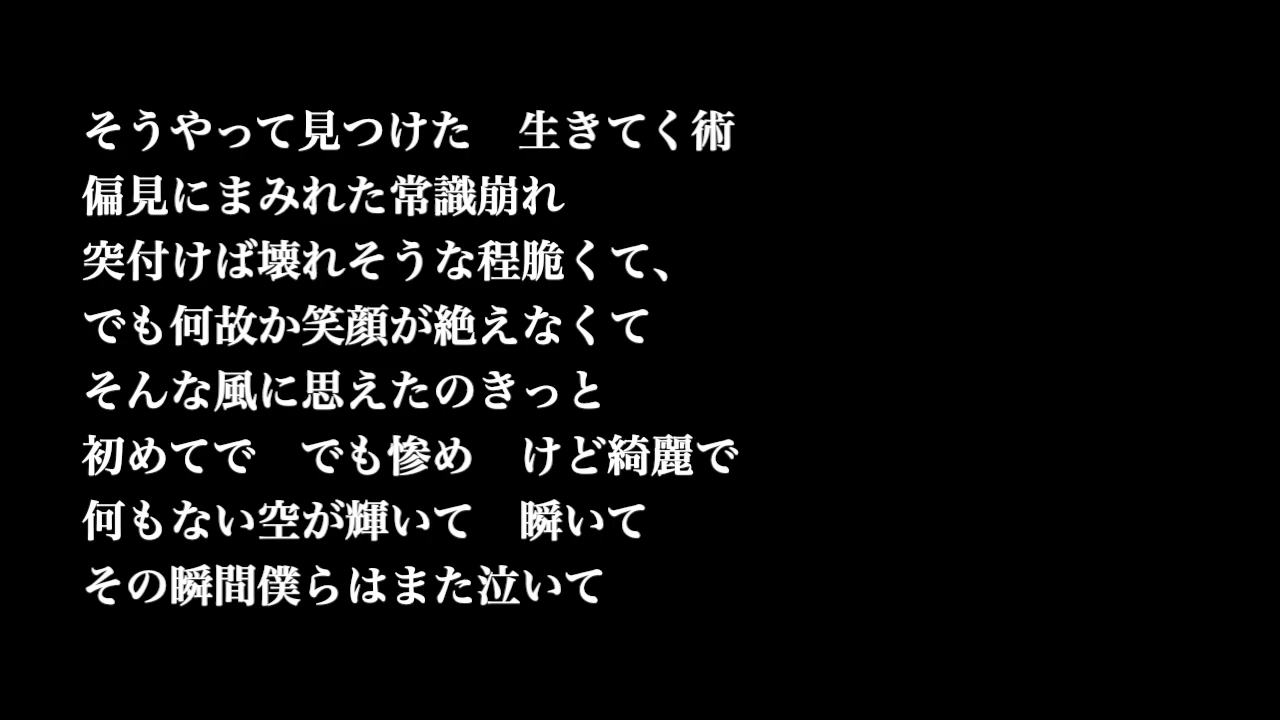 そうやって見つけた　生きてく術
偏見にまみれた常識崩れ
突付けば壊れそうな程脆くて、
でも何故か笑顔が絶えなくて
そんな風に思えたのきっと
初めてで　でも惨め　けど綺麗で
何もない空が輝いて　瞬いて
その瞬間僕らはまた泣いて